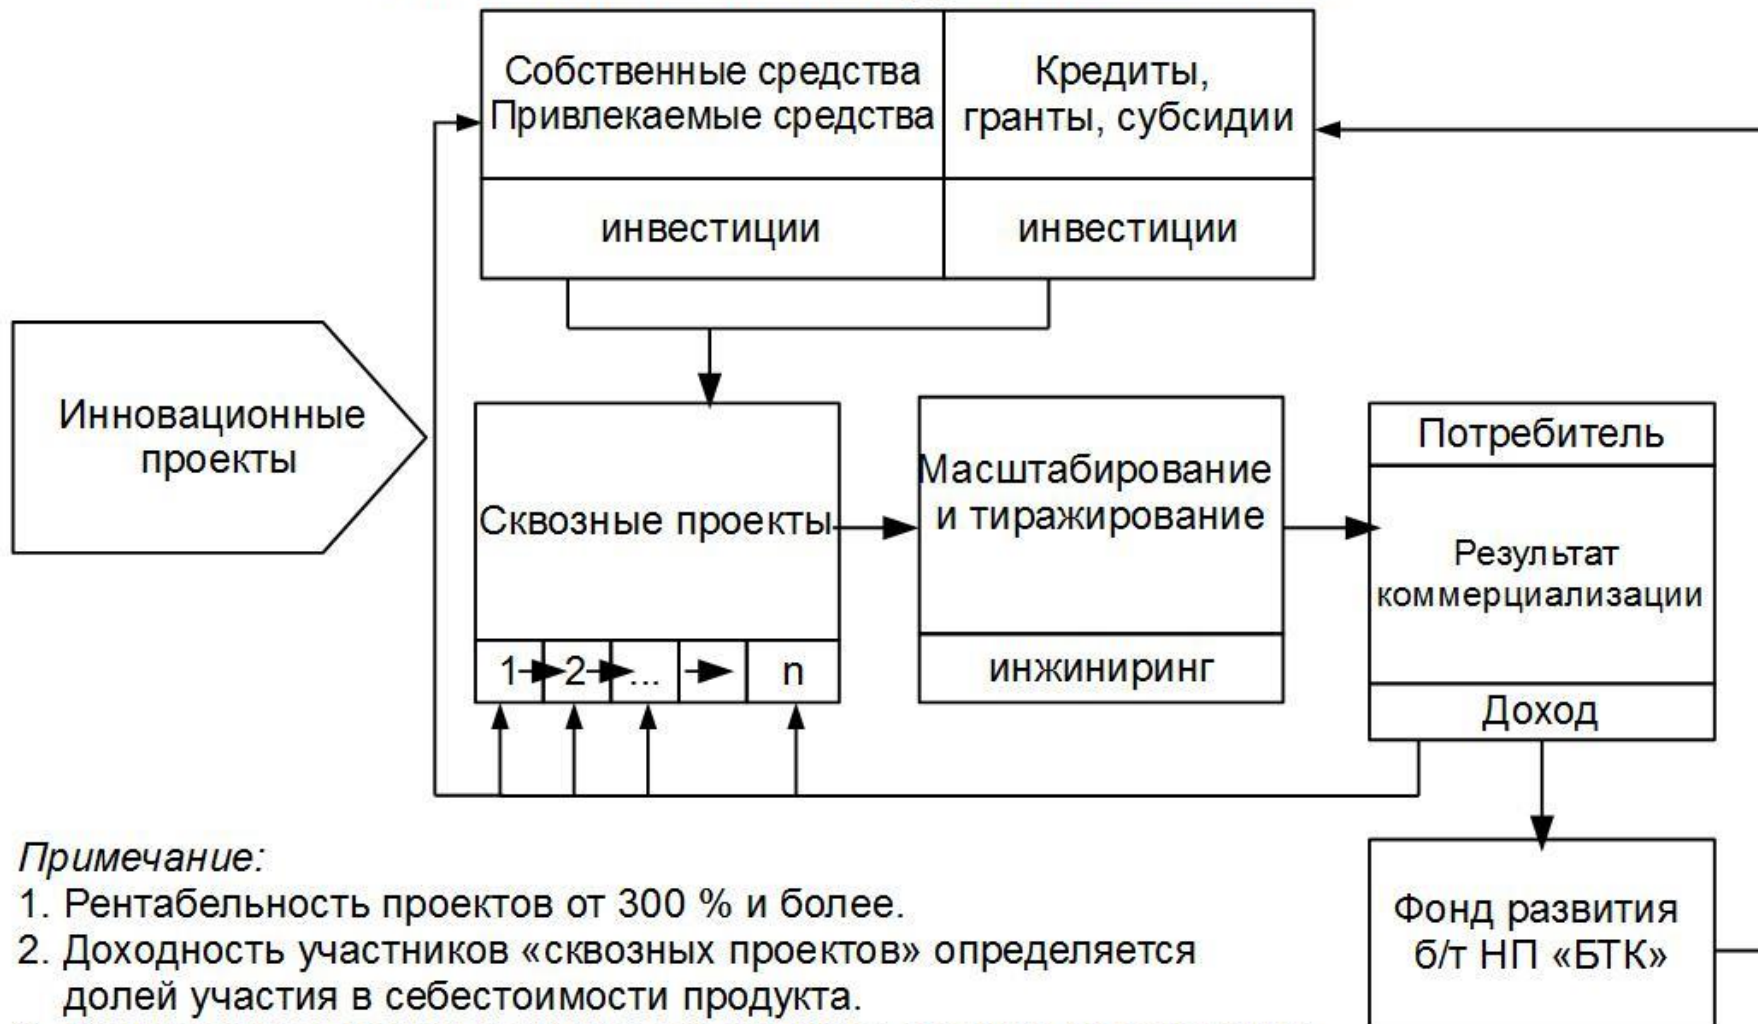 Собственные средства
Привлекаемые средства
Кредиты,
гранты, субсидии
инвестиции
инвестиции
Инновационные
проекты
Сквозные проекты
1
2
...
n
Масштабирование
и тиражирование
инжиниринг
Потребитель
Результат
коммерциализации
Доход
Фонд развития
б/т НП «БТК»
Примечание:
1. Рентабельность проектов от 300 % и более.
2. Доходность участников «сквозных проектов» определяется
долей участия в себестоимости продукта.